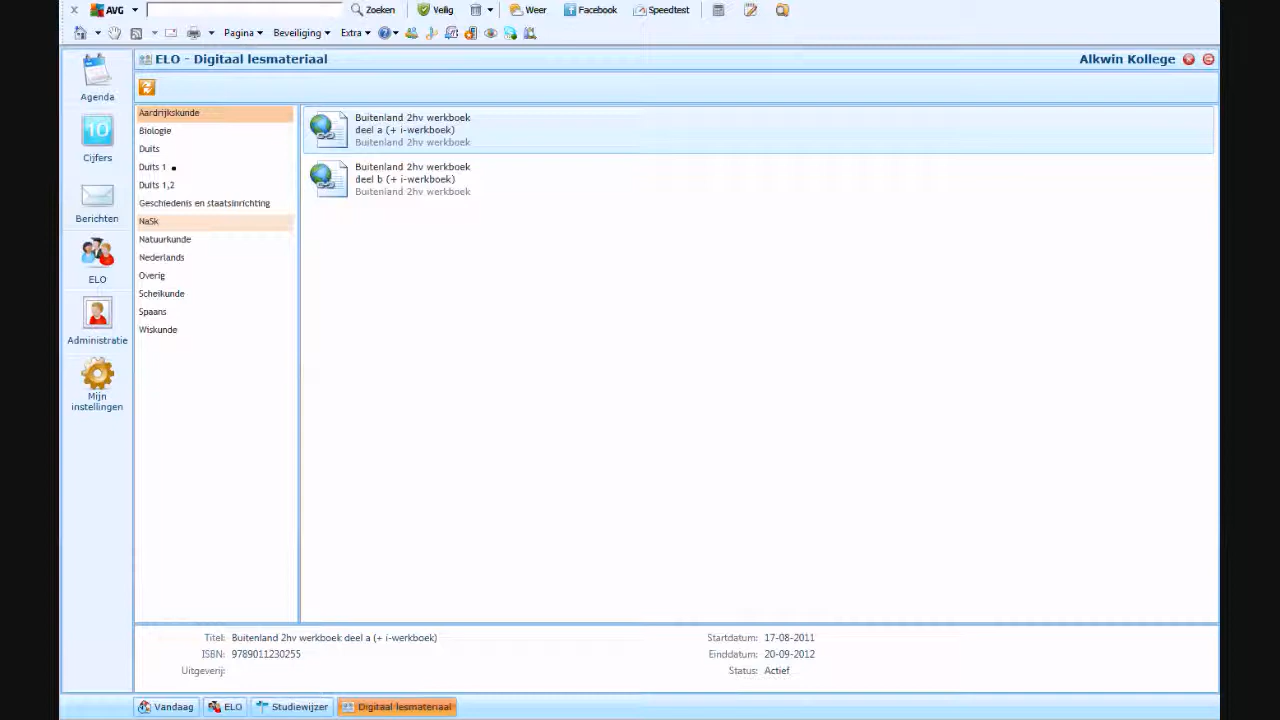 AVG Zoeken Veilig Weer Facebook Speedtest
Pagina Beveiliging Extra
ELO - Digitaal lesmateriaal Alkwin Kollege
Agenda
10
Cijfers
Berichten
ELO
Administratie
Mijn
instellingen
Aardrijkskunde
Biologie
Duits
Duits 1
Duits 1,2
Geschiedenis en staatsinrichting
NaSk
Natuurkunde
Nederlands
Overig
Scheikunde
Spaans
Wiskunde
Buitenland 2hv werkboek
deel a (+ i-werkboek)
Buitenland 2hv werkboek
Buitenland 2hv werkboek
deel b (+ i-werkboek)
Buitenland 2hv werkboek
Titel: Buitenland 2hv werkboek deel a (+ i-werkboek)
ISBN: 9789011230255
Uitgeverij:
Startdatum: 17-08-2011
Einddatum: 20-09-2012
Status: Actief
Vandaag ELO Studiewijzer Digitaal lesmateriaal